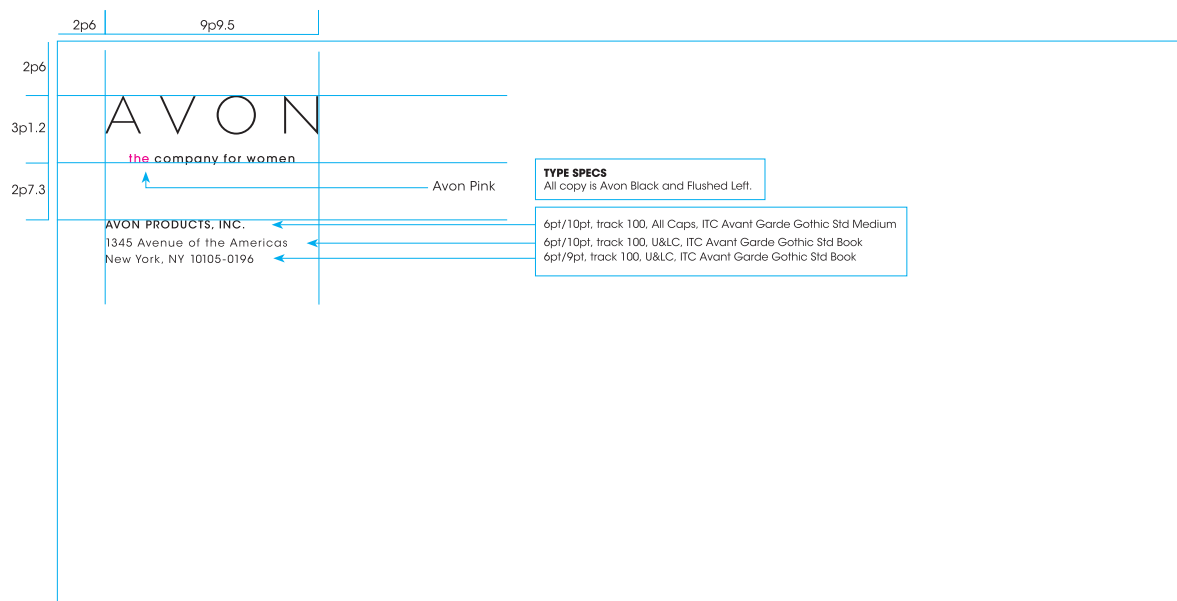 2p6 9p9.5
2p6
AVON
3p1.2
the company for women
TYPE SPECS
All copy is Avon Black and Flushed Left.
2p7.3
Avon Pink
AVON PRODUCTS, INC.
6pt/10pt, track 100, All Caps, ITC Avant Garde Gothic Std Medium
1345 Avenue of the Americas
6pt/10pt, track 100, U&LC, ITC Avant Garde Gothic Std Book
New York, NY 10105-0196
6pt/9pt, track 100, U&LC, ITC Avant Garde Gothic Std Book